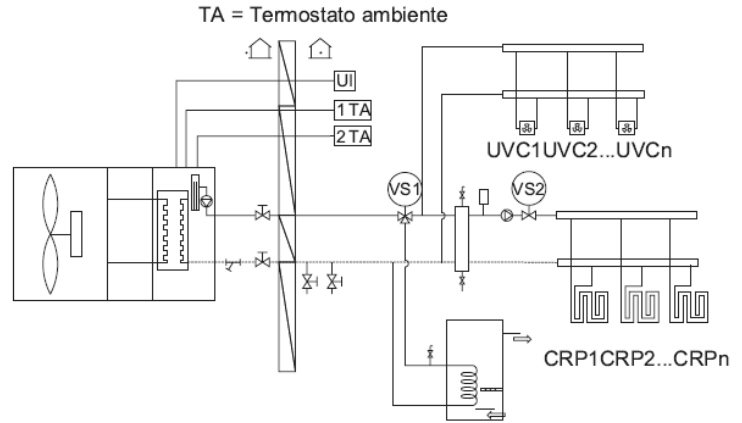 TA = Termostato ambiente
UI
1 TA
2 TA
UVC1UVC2...UVCn
VS1
VS2
CRP1CRP2...CRPn